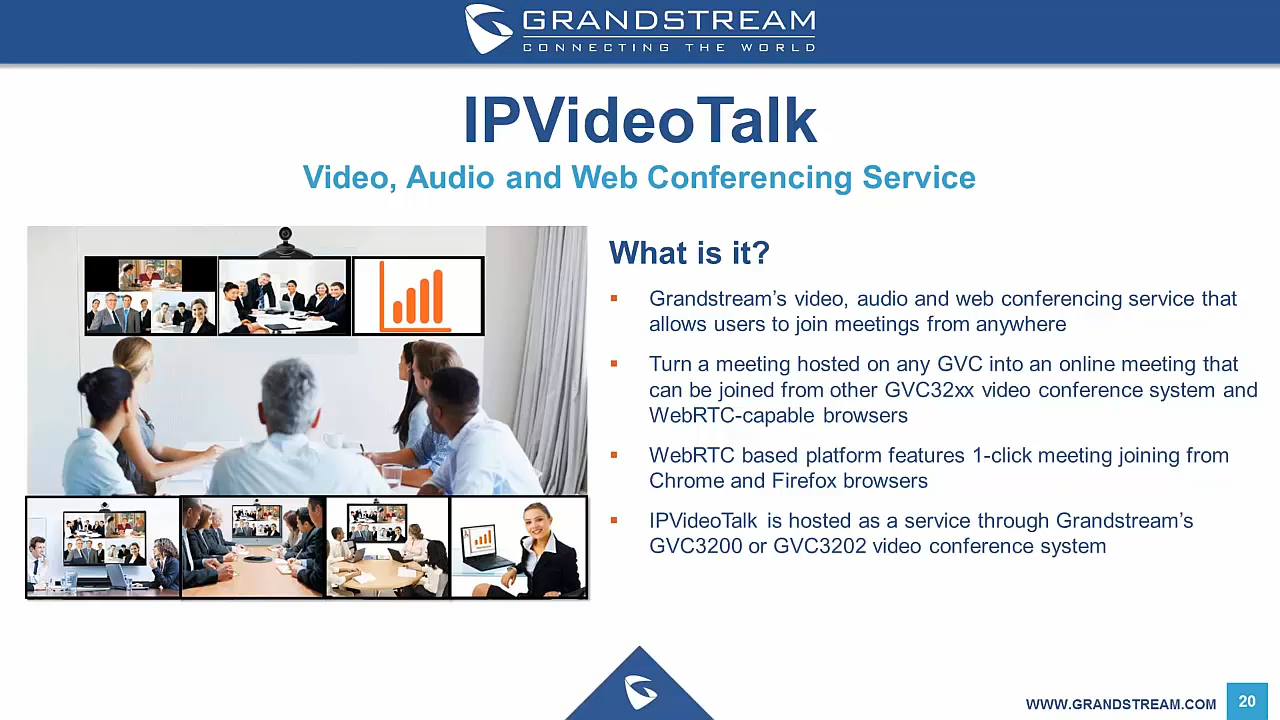 GRANDSTREAM
CONNECTING THE WORLD
IPVideoTalk
Video, Audio and Web Conferencing Service
What is it?
▪ Grandstream’s video, audio and web conferencing service that
allows users to join meetings from anywhere
▪ Turn a meeting hosted on any GVC into an online meeting that
can be joined from other GVC32xx video conference system and
WebRTC-capable browsers
▪ WebRTC based platform features 1-click meeting joining from
Chrome and Firefox browsers
▪ IPVideoTalk is hosted as a service through Grandstream’s
GVC3200 or GVC3202 video conference system
WWW.GRANDSTREAM.COM
20